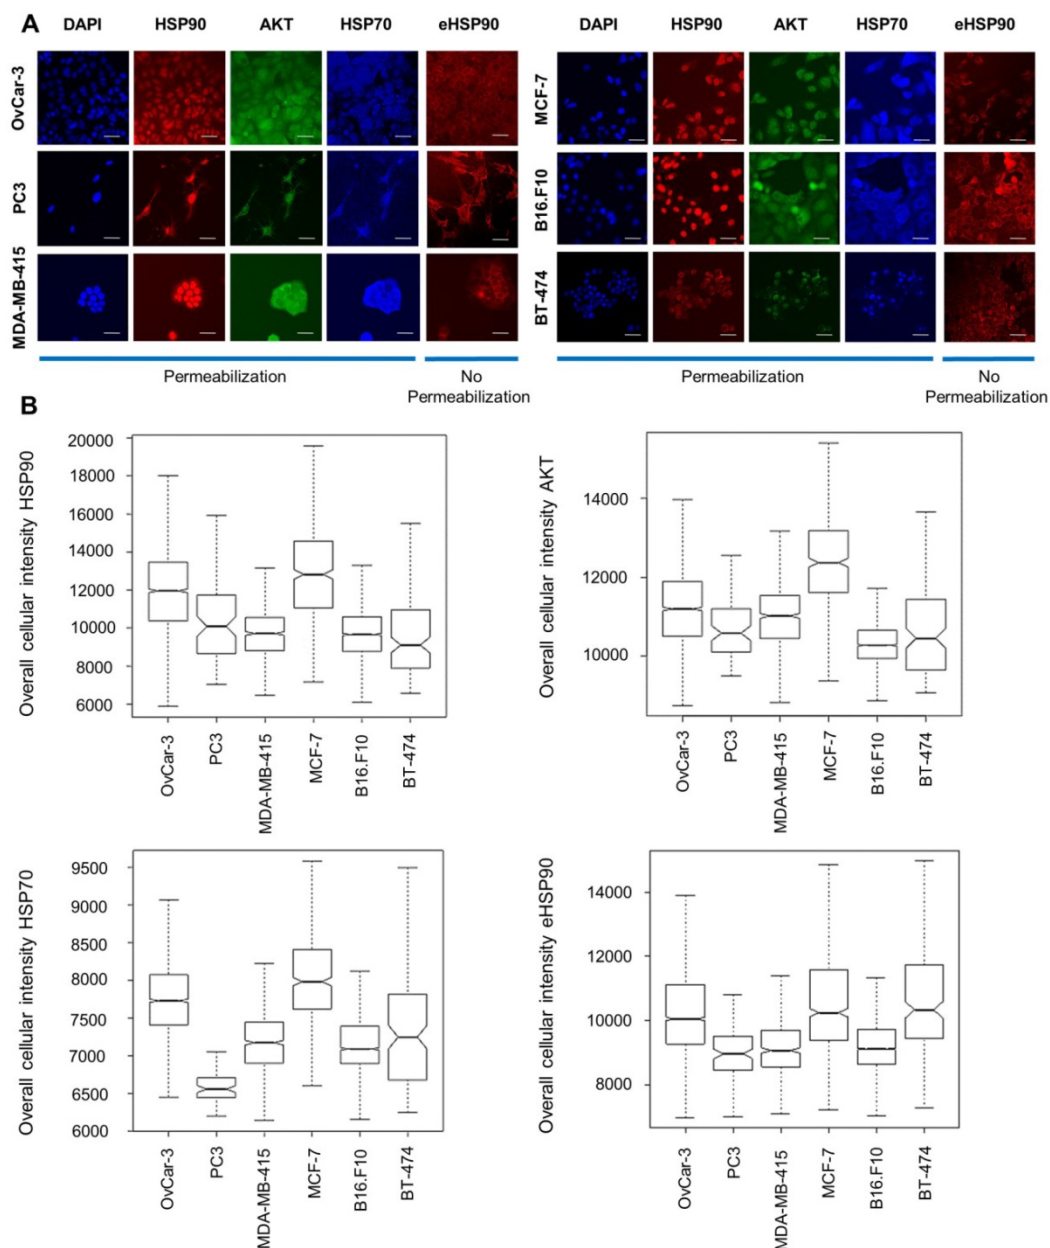 A
DAPI HSP90 AKT HSP70 eHSP90
DAPI HSP90 AKT HSP70 eHSP90
OvCar-3
PC3
MDA-MB-415
MCF-7
B16.F10
BT-474
Permeabilization
No
Permeabilization
Permeabilization
No
Permeabilization
B
Overall cellular intensity HSP90
20000
18000
16000
14000
12000
10000
8000
6000
OvCar-3
PC3
MDA-MB-415
MCF-7
B16.F10
BT-474
Overall cellular intensity AKT
14000
12000
10000
OvCar-3
PC3
MDA-MB-415
MCF-7
B16.F10
BT-474
Overall cellular intensity HSP70
9500
9000
8500
8000
7500
7000
6500
6000
OvCar-3
PC3
MDA-MB-415
MCF-7
B16.F10
BT-474
Overall cellular intensity eHSP90
14000
12000
10000
8000
OvCar-3
PC3
MDA-MB-415
MCF-7
B16.F10
BT-474